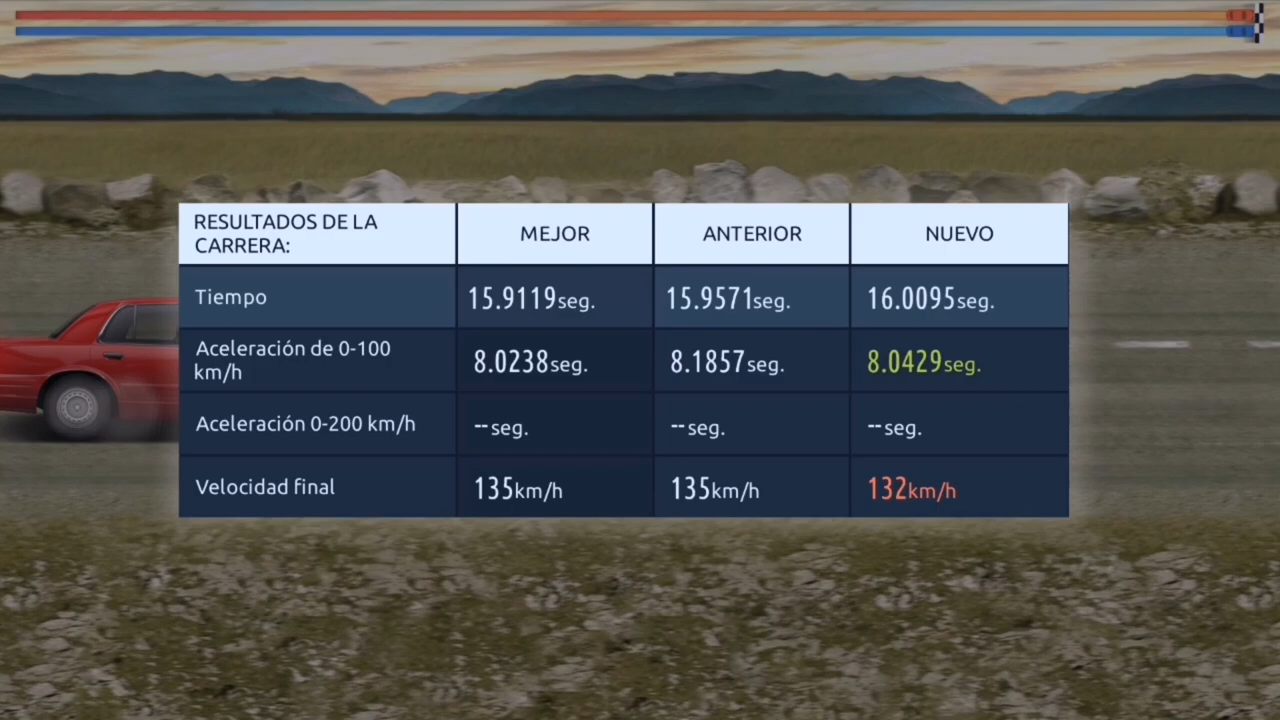 RESULTADOS DE LA
CARRERA:
MEJOR
ANTERIOR
NUEVO
Tiempo
15.9119seg.
15.9571seg.
16.0095seg.
Aceleración de 0-100
km/h
8.0238seg.
8.1857seg.
8.0429seg.
Aceleración 0-200 km/h
--seg.
--seg.
--seg.
Velocidad final
135km/h
135km/h
132km/h